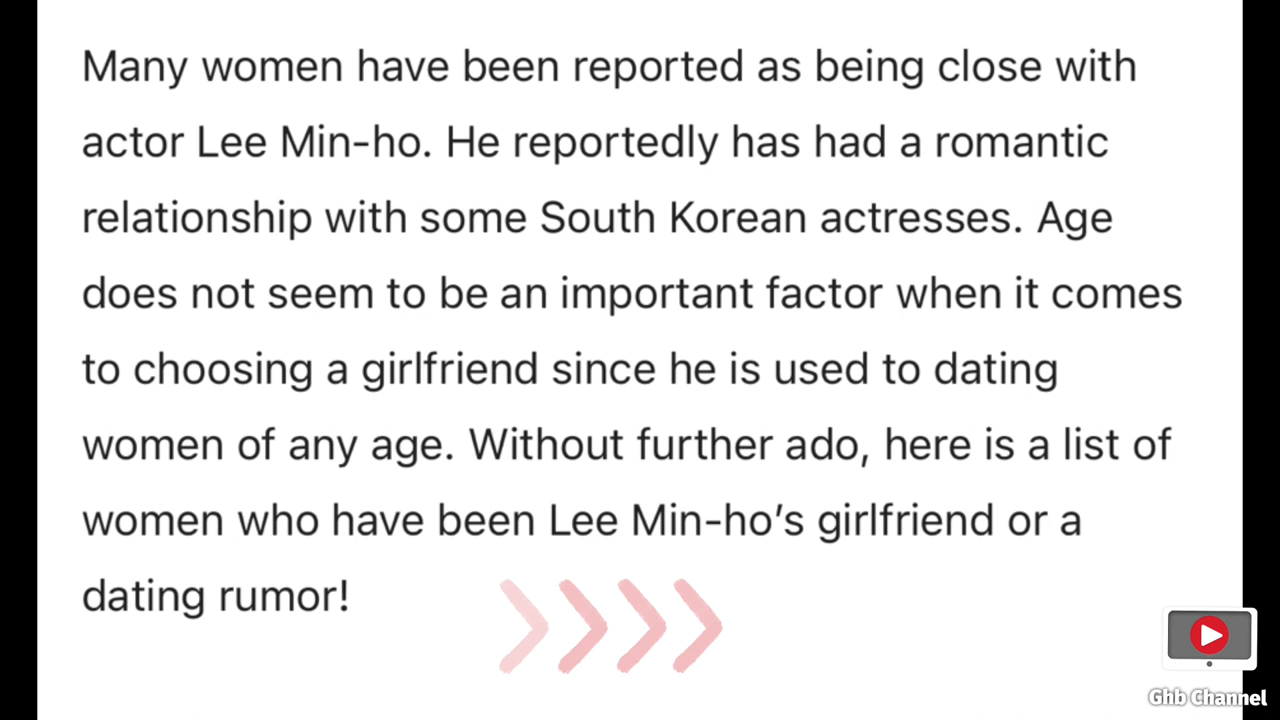 Many women have been reported as being close with
actor Lee Min-ho. He reportedly has had a romantic
relationship with some South Korean actresses. Age
does not seem to be an important factor when it comes
to choosing a girlfriend since he is used to dating
women of any age. Without further ado, here is a list of
women who have been Lee Min-ho’s girlfriend or a
dating rumor!
Ghb Channel